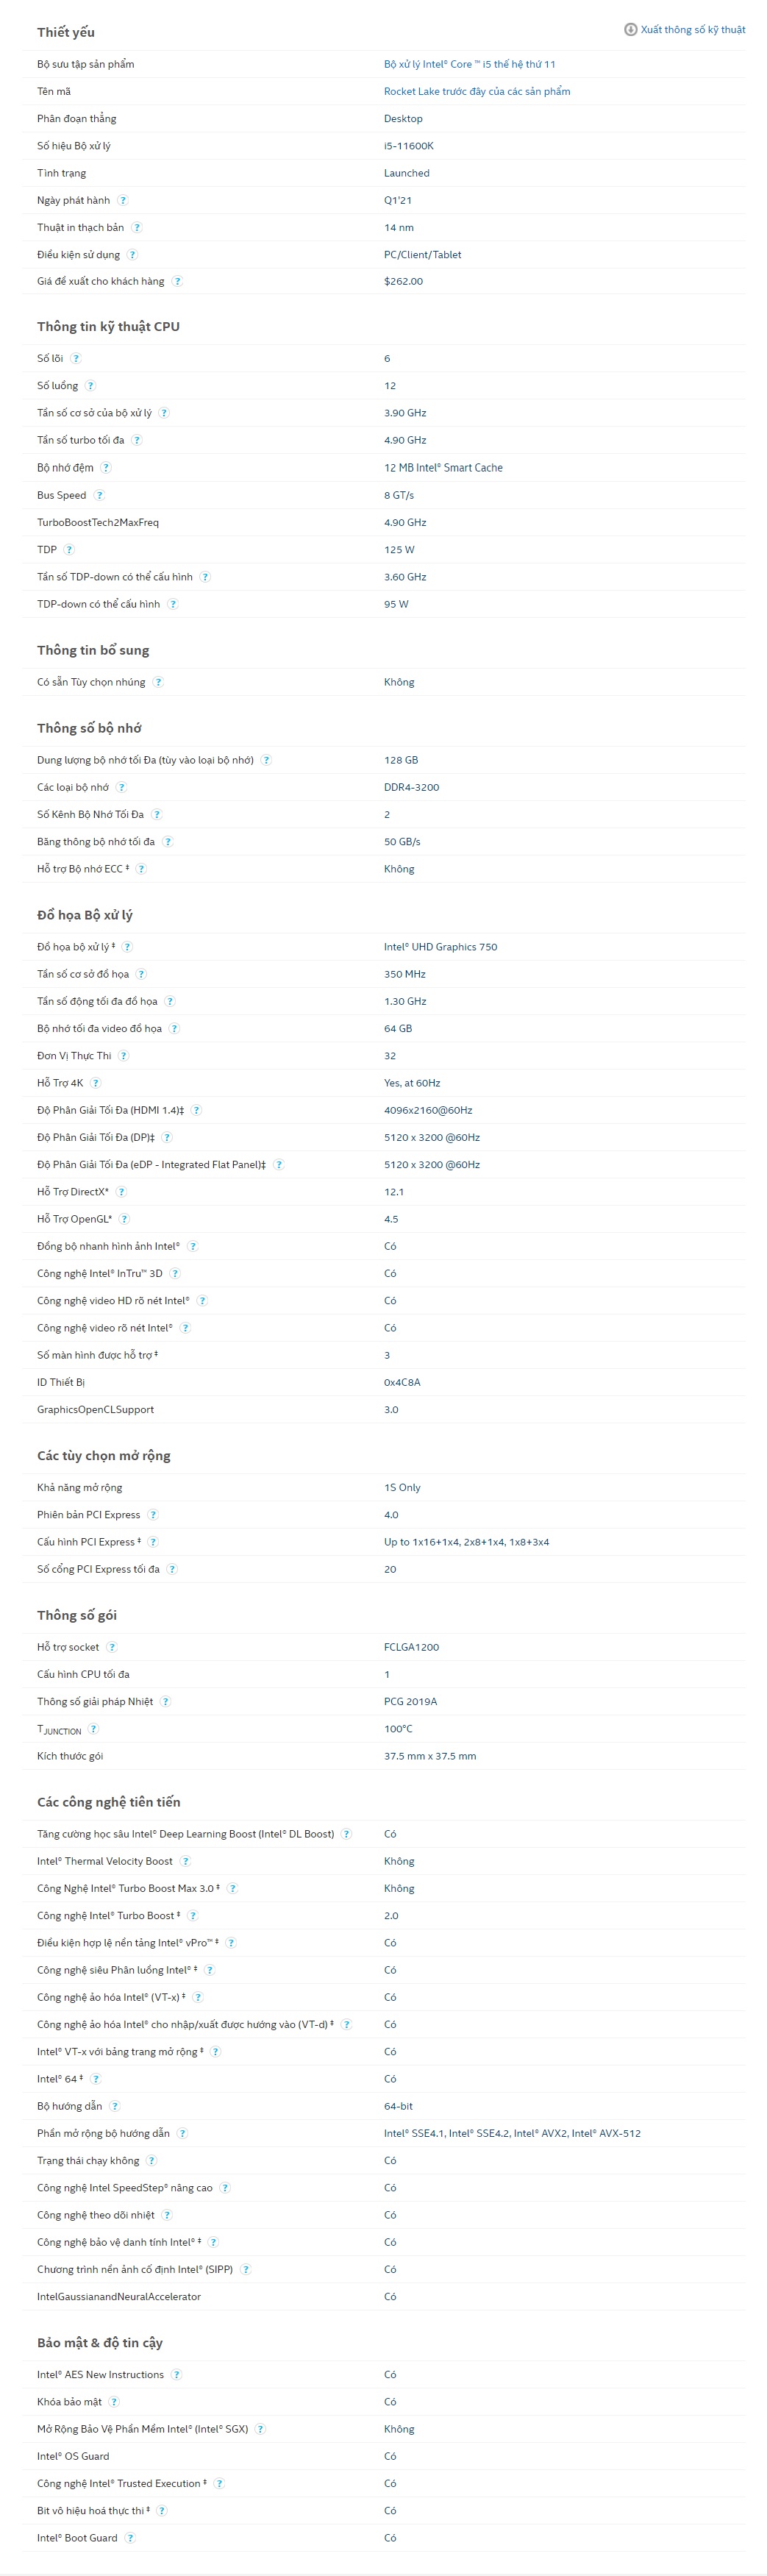 Thiết yếu
Xuất thông số kỹ thuật
Bộ sưu tập sản phẩm Bộ xử lý Intel® Core ™ i5 thế hệ thứ 11
Tên mã Rocket Lake trước đây của các sản phẩm
Phân đoạn thẳng Desktop
Số hiệu Bộ xử lý i5-11600K
Tình trạng Launched
Ngày phát hành ? Q1'21
Thuật in thạch bản ? 14 nm
Điều kiện sử dụng ? PC/Client/Tablet
Giá đề xuất cho khách hàng ? $262.00
Thông tin kỹ thuật CPU
Số lõi ? 6
Số luồng ? 12
Tần số cơ sở của bộ xử lý ? 3.90 GHz
Tần số turbo tối đa ? 4.90 GHz
Bộ nhớ đệm ? 12 MB Intel® Smart Cache
Bus Speed ? 8 GT/s
TurboBoostTech2MaxFreq 4.90 GHz
TDP ? 125 W
Tần số TDP-down có thể cấu hình ? 3.60 GHz
TDP-down có thể cấu hình ? 95 W
Thông tin bổ sung
Có sẵn Tùy chọn nhúng ? Không
Thông số bộ nhớ
Dung lượng bộ nhớ tối Đa (tùy vào loại bộ nhớ) ? 128 GB
Các loại bộ nhớ ? DDR4-3200
Số Kênh Bộ Nhớ Tối Đa ? 2
Băng thông bộ nhớ tối đa ? 50 GB/s
Hỗ trợ Bộ nhớ ECC ‡ ? Không
Đồ họa Bộ xử lý
Đồ họa bộ xử lý ‡ ? Intel® UHD Graphics 750
Tần số cơ sở đồ họa ? 350 MHz
Tần số động tối đa đồ họa ? 1.30 GHz
Bộ nhớ tối đa video đồ họa ? 64 GB
Đơn Vị Thực Thi ? 32
Hỗ Trợ 4K ? Yes, at 60Hz
Độ Phân Giải Tối Đa (HDMI 1.4)‡ ? 4096x2160@60Hz
Độ Phân Giải Tối Đa (DP)‡ ? 5120 x 3200 @60Hz
Độ Phân Giải Tối Đa (eDP - Integrated Flat Panel)‡ ? 5120 x 3200 @60Hz
Hỗ Trợ DirectX* ? 12.1
Hỗ Trợ OpenGL* ? 4.5
Đồng bộ nhanh hình ảnh Intel® ? Có
Công nghệ Intel® InTru™ 3D ? Có
Công nghệ video HD rõ nét Intel® ? Có
Công nghệ video rõ nét Intel® ? Có
Số màn hình được hỗ trợ ‡ 3
ID Thiết Bị 0x4C8A
GraphicsOpenCLSupport 3.0
Các tùy chọn mở rộng
Khả năng mở rộng 1S Only
Phiên bản PCI Express ? 4.0
Cấu hình PCI Express ‡ ? Up to 1x16+1x4, 2x8+1x4, 1x8+3x4
Số cổng PCI Express tối đa ? 20
Thông số gói
Hỗ trợ socket ? FCLGA1200
Cấu hình CPU tối đa 1
Thông số giải pháp Nhiệt ? PCG 2019A
TJUNCTION ? 100°C
Kích thước gói 37.5 mm x 37.5 mm
Các công nghệ tiên tiến
Tăng cường học sâu Intel® Deep Learning Boost (Intel® DL Boost) ? Có
Intel® Thermal Velocity Boost ? Không
Công Nghệ Intel® Turbo Boost Max 3.0 ‡ ? Không
Công nghệ Intel® Turbo Boost ‡ ? 2.0
Điều kiện hợp lệ nền tảng Intel® vPro™ ‡ ? Có
Công nghệ siêu Phân luồng Intel® ‡ ? Có
Công nghệ ảo hóa Intel® (VT-x) ‡ ? Có
Công nghệ ảo hóa Intel® cho nhập/xuất được hướng vào (VT-d) ‡ ? Có
Intel® VT-x với bảng trang mở rộng ‡ ? Có
Intel® 64 ‡ ? Có
Bộ hướng dẫn ? 64-bit
Phần mở rộng bộ hướng dẫn ? Intel® SSE4.1, Intel® SSE4.2, Intel® AVX2, Intel® AVX-512
Trạng thái chạy không ? Có
Công nghệ Intel SpeedStep® nâng cao ? Có
Công nghệ theo dõi nhiệt ? Có
Công nghệ bảo vệ danh tính Intel® ‡ ? Có
Chương trình nền ảnh cố định Intel® (SIPP) ? Có
IntelGaussianandNeuralAccelerator Có
Bảo mật & độ tin cậy
Intel® AES New Instructions ? Có
Khóa bảo mật ? Có
Mở Rộng Bảo Vệ Phần Mềm Intel® (Intel® SGX) ? Không
Intel® OS Guard Có
Công nghệ Intel® Trusted Execution ‡ ? Có
Bit vô hiệu hoá thực thi ‡ ? Có
Intel® Boot Guard ? Có